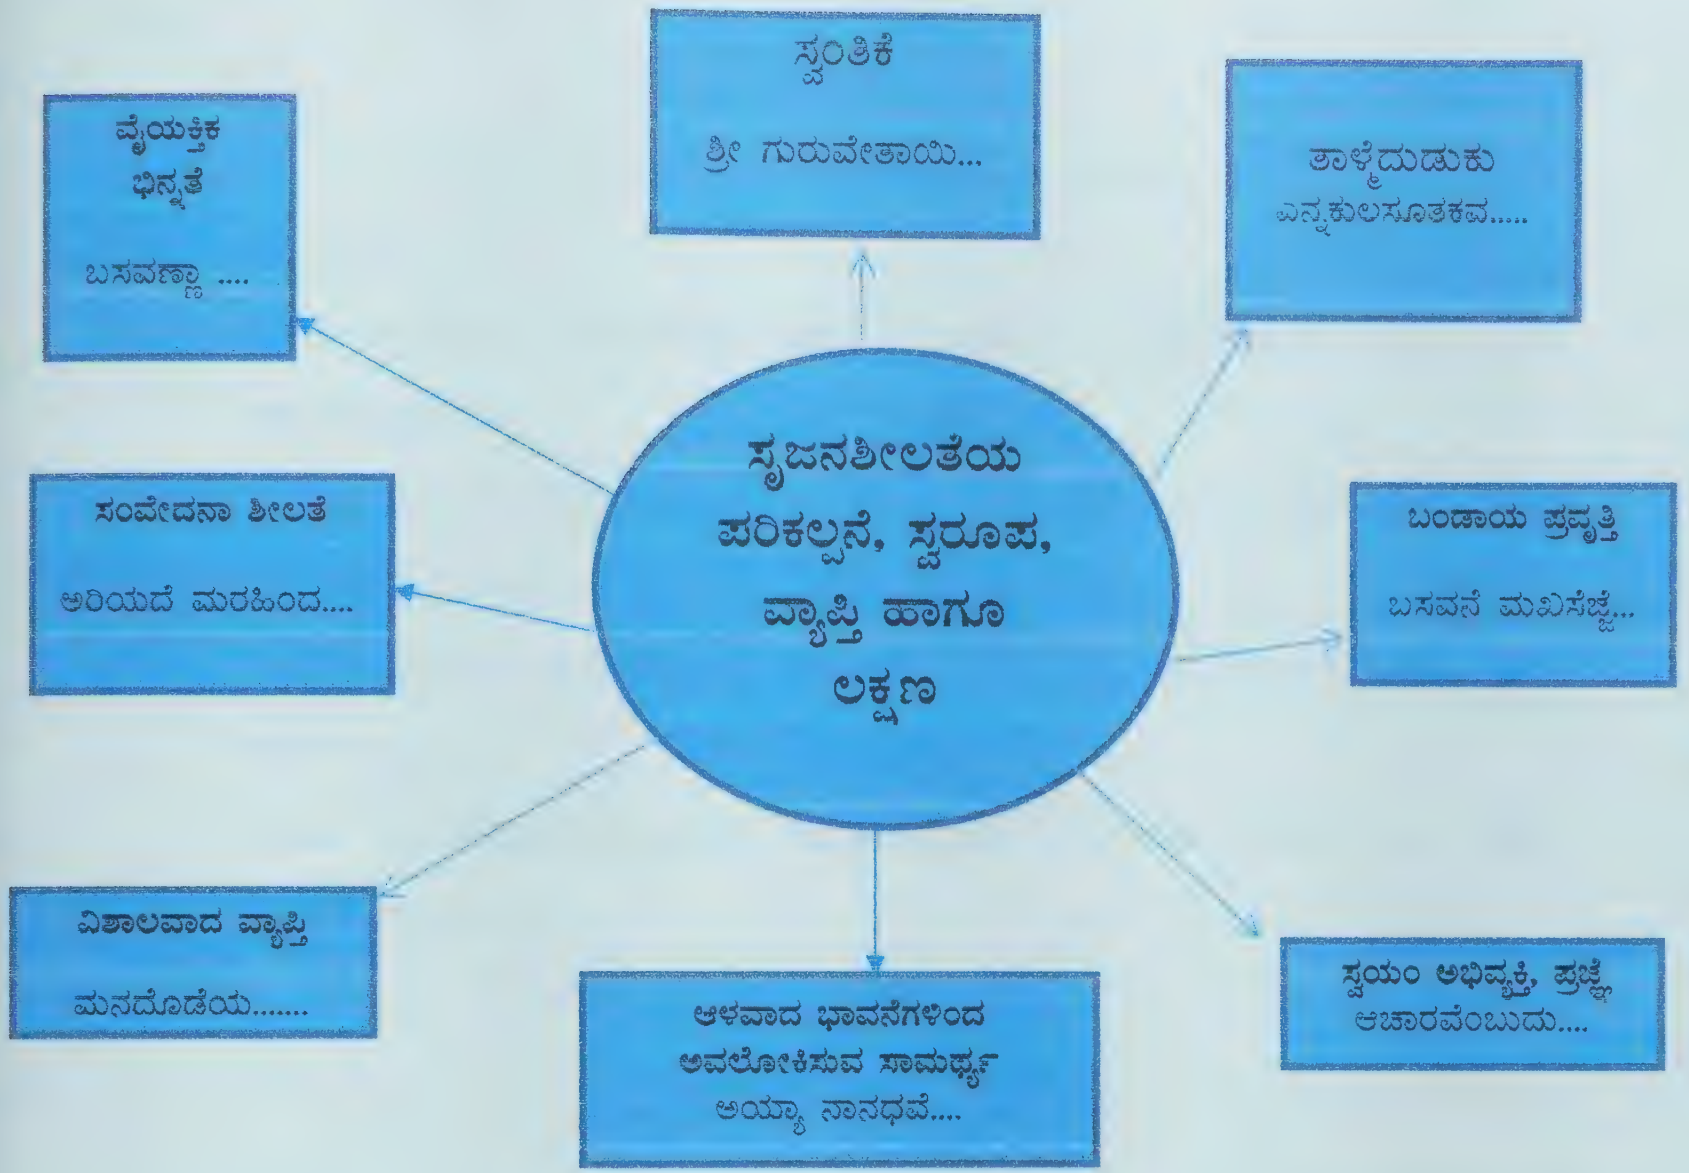 ಸ್ವಂತಿಕೆ
ಶ್ರೀ ಗುರುವೇತಾಯಿ...
ವೈಯಕ್ತಿಕ
ಭಿನ್ನತೆ
ಬಸವಣ್ಣಾ ....
ತಾಳ್ಮೆದುಡುಕು
ಎನ್ನಕುಲಸೂತಕವ.....
ಸೃಜನಶೀಲತೆಯ
ಪರಿಕಲ್ಪನೆ, ಸ್ವರೂಪ,
ವ್ಯಾಪ್ತಿ ಹಾಗೂ
ಲಕ್ಷಣ
ಸಂವೇದನಾ ಶೀಲತೆ
ಅರಿಯದೆ ಮರಹಿಂದ....
ಬಂಡಾಯ ಪ್ರವೃತ್ತಿ
ಬಸವನೆ ಮಖಸೆಜ್ಜೆ...
ವಿಶಾಲವಾದ ವ್ಯಾಪ್ತಿ
ಮನದೊಡೆಯ.......
ಆಳವಾದ ಭಾವನೆಗಳಿಂದ
ಅವಲೋಕಿಸುವ ಸಾಮರ್ಥ್ಯ
ಅಯ್ಯಾ ನಾನಧವೆ....
ಸ್ವಯಂ ಅಭಿವ್ಯಕ್ತಿ, ಪ್ರಜ್ಞೆ
ಆಚಾರವೆಂಬುದು....